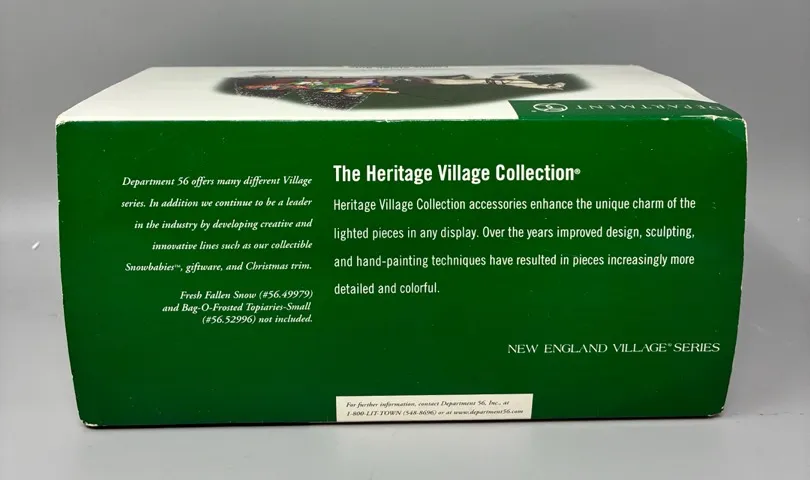 DEPARTMENT 56
Department 56 offers many different Village
series. In addition we continue to be a leader
in the industry by developing creative and
innovative lines such as our collectible
Snowbabies™, giftware, and Christmas trim.
Fresh Fallen Snow (#56.49979)
and Bag-O-Frosted Topiaries-Small
(#56.52996) not included.
The Heritage Village Collection®
Heritage Village Collection accessories enhance the unique charm of the
lighted pieces in any display. Over the years improved design, sculpting,
and hand-painting techniques have resulted in pieces increasingly more
detailed and colorful.
NEW ENGLAND VILLAGE® SERIES
For further information, contact Department 56, Inc., at
1-800-LIT-TOWN (548-8696) or at www.department56.com